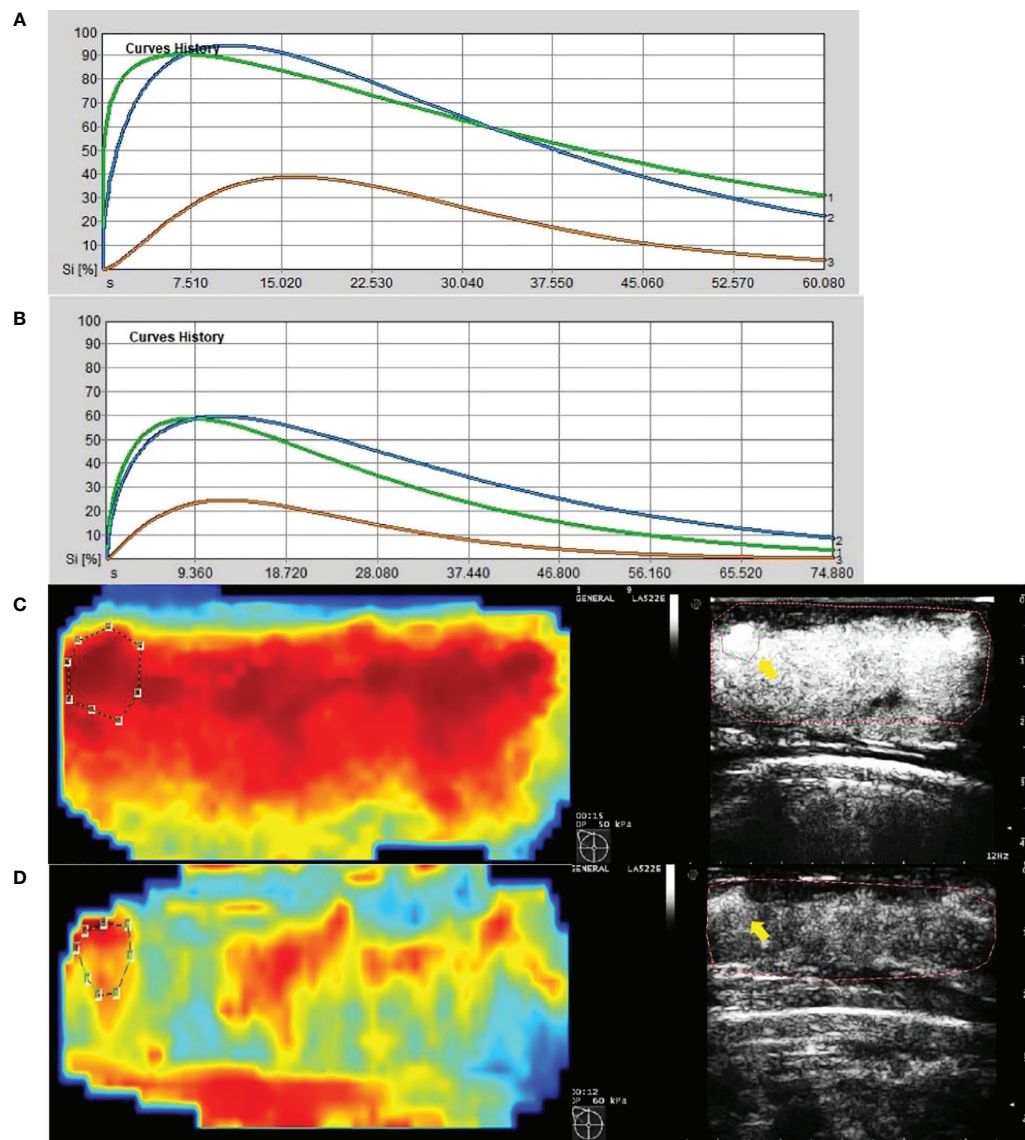 A
Curves History
100
90
80
70
60
50
40
30
20
10
Si [%]
s 7.510 15.020 22.530 30.040 37.550 45.060 52.570 60.080
1
2
3
B
Curves History
100
90
80
70
60
50
40
30
20
10
Si [%]
s 9.360 18.720 28.080 37.440 46.800 56.160 65.520 74.880
2
1
3
C
GENERAL LA522E
00:15
DP 50 kPa
0
1
2
4
12Hz
D
GENERAL LA522E
00:12
DP 60 kPa